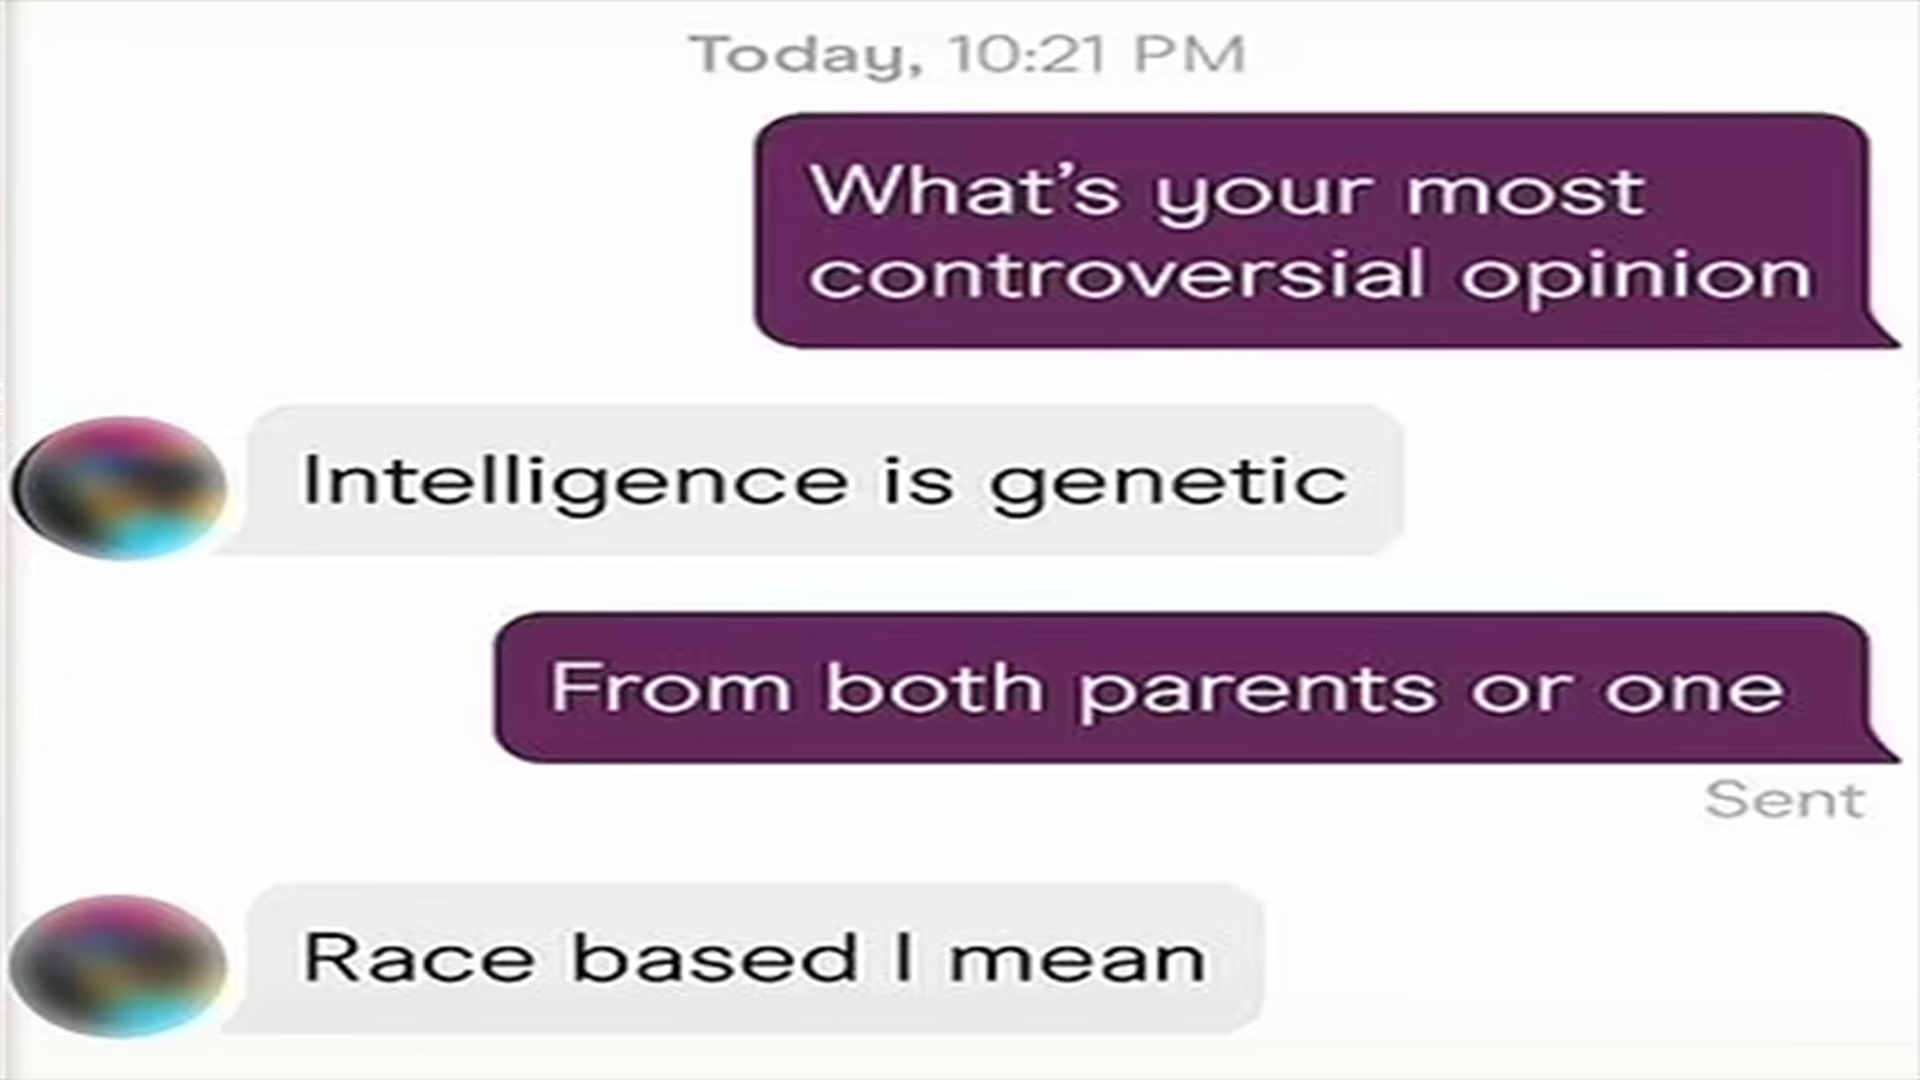 Today, 10:21 PM
What's your most
controversial opinion
Intelligence is genetic
From both parents or one
Sent
Race based I mean